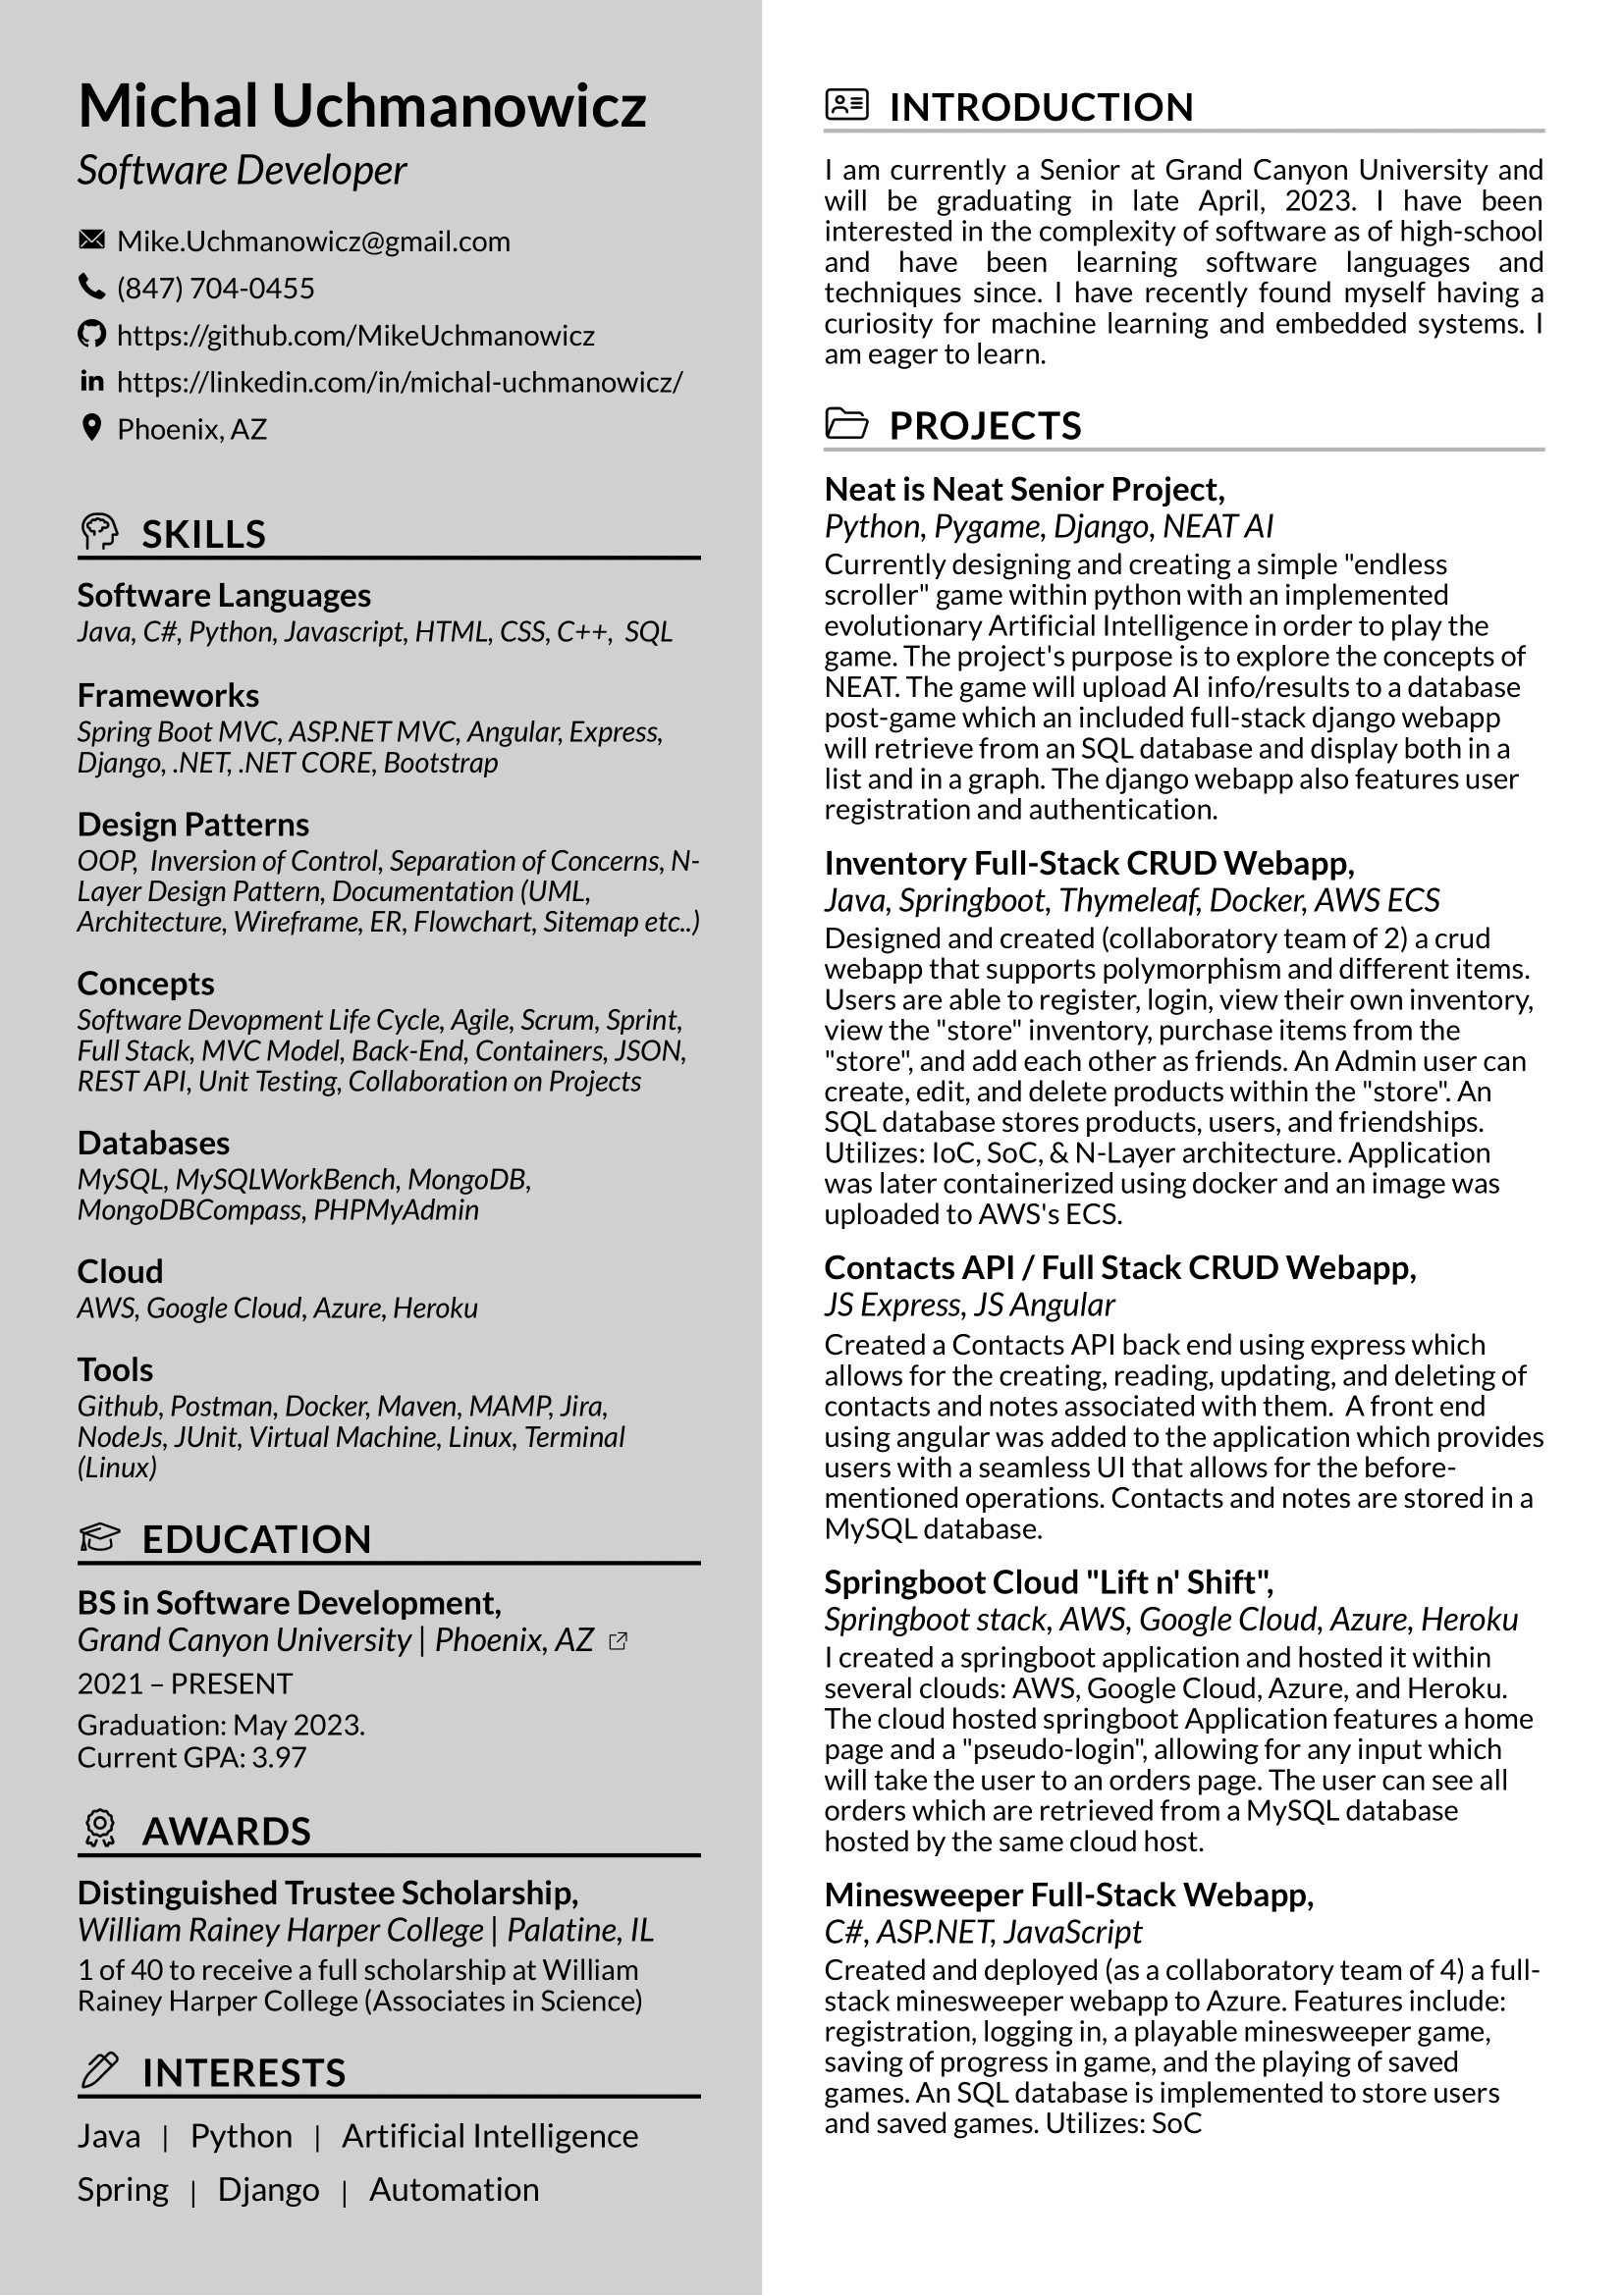 Michal Uchmanowicz
Software Developer
Mike.Uchmanowicz@gmail.com
(847) 704-0455
https://github.com/MikeUchmanowicz
https://linkedin.com/in/michal-uchmanowicz/
Phoenix, AZ
SKILLS
Software Languages
Java, C#, Python, Javascript, HTML, CSS, C++, SQL
Frameworks
Spring Boot MVC, ASP.NET MVC, Angular, Express,
Django, .NET, .NET CORE, Bootstrap
Design Patterns
OOP, Inversion of Control, Separation of Concerns, N-
Layer Design Pattern, Documentation (UML,
Architecture, Wireframe, ER, Flowchart, Sitemap etc..)
Concepts
Software Devopment Life Cycle, Agile, Scrum, Sprint,
Full Stack, MVC Model, Back-End, Containers, JSON,
REST API, Unit Testing, Collaboration on Projects
Databases
MySQL, MySQLWorkBench, MongoDB,
MongoDBCompass, PHPMyAdmin
Cloud
AWS, Google Cloud, Azure, Heroku
Tools
Github, Postman, Docker, Maven, MAMP, Jira,
NodeJs, JUnit, Virtual Machine, Linux, Terminal
(Linux)
EDUCATION
BS in Software Development,
Grand Canyon University | Phoenix, AZ
2021 – PRESENT
Graduation: May 2023.
Current GPA: 3.97
AWARDS
Distinguished Trustee Scholarship,
William Rainey Harper College | Palatine, IL
1 of 40 to receive a full scholarship at William
Rainey Harper College (Associates in Science)
INTERESTS
Java | Python | Artificial Intelligence
Spring | Django | Automation
INTRODUCTION
I am currently a Senior at Grand Canyon University and
will be graduating in late April, 2023. I have been
interested in the complexity of software as of high-school
and have been learning software languages and
techniques since. I have recently found myself having a
curiosity for machine learning and embedded systems. I
am eager to learn.
PROJECTS
Neat is Neat Senior Project,
Python, Pygame, Django, NEAT AI
Currently designing and creating a simple "endless
scroller" game within python with an implemented
evolutionary Artificial Intelligence in order to play the
game. The project's purpose is to explore the concepts of
NEAT. The game will upload AI info/results to a database
post-game which an included full-stack django webapp
will retrieve from an SQL database and display both in a
list and in a graph. The django webapp also features user
registration and authentication.
Inventory Full-Stack CRUD Webapp,
Java, Springboot, Thymeleaf, Docker, AWS ECS
Designed and created (collaboratory team of 2) a crud
webapp that supports polymorphism and different items.
Users are able to register, login, view their own inventory,
view the "store" inventory, purchase items from the
"store", and add each other as friends. An Admin user can
create, edit, and delete products within the "store". An
SQL database stores products, users, and friendships.
Utilizes: IoC, SoC, & N-Layer architecture. Application
was later containerized using docker and an image was
uploaded to AWS's ECS.
Contacts API / Full Stack CRUD Webapp,
JS Express, JS Angular
Created a Contacts API back end using express which
allows for the creating, reading, updating, and deleting of
contacts and notes associated with them. A front end
using angular was added to the application which provides
users with a seamless UI that allows for the before-
mentioned operations. Contacts and notes are stored in a
MySQL database.
Springboot Cloud "Lift n' Shift",
Springboot stack, AWS, Google Cloud, Azure, Heroku
I created a springboot application and hosted it within
several clouds: AWS, Google Cloud, Azure, and Heroku.
The cloud hosted springboot Application features a home
page and a "pseudo-login", allowing for any input which
will take the user to an orders page. The user can see all
orders which are retrieved from a MySQL database
hosted by the same cloud host.
Minesweeper Full-Stack Webapp,
C#, ASP.NET, JavaScript
Created and deployed (as a collaboratory team of 4) a full-
stack minesweeper webapp to Azure. Features include:
registration, logging in, a playable minesweeper game,
saving of progress in game, and the playing of saved
games. An SQL database is implemented to store users
and saved games. Utilizes: SoC